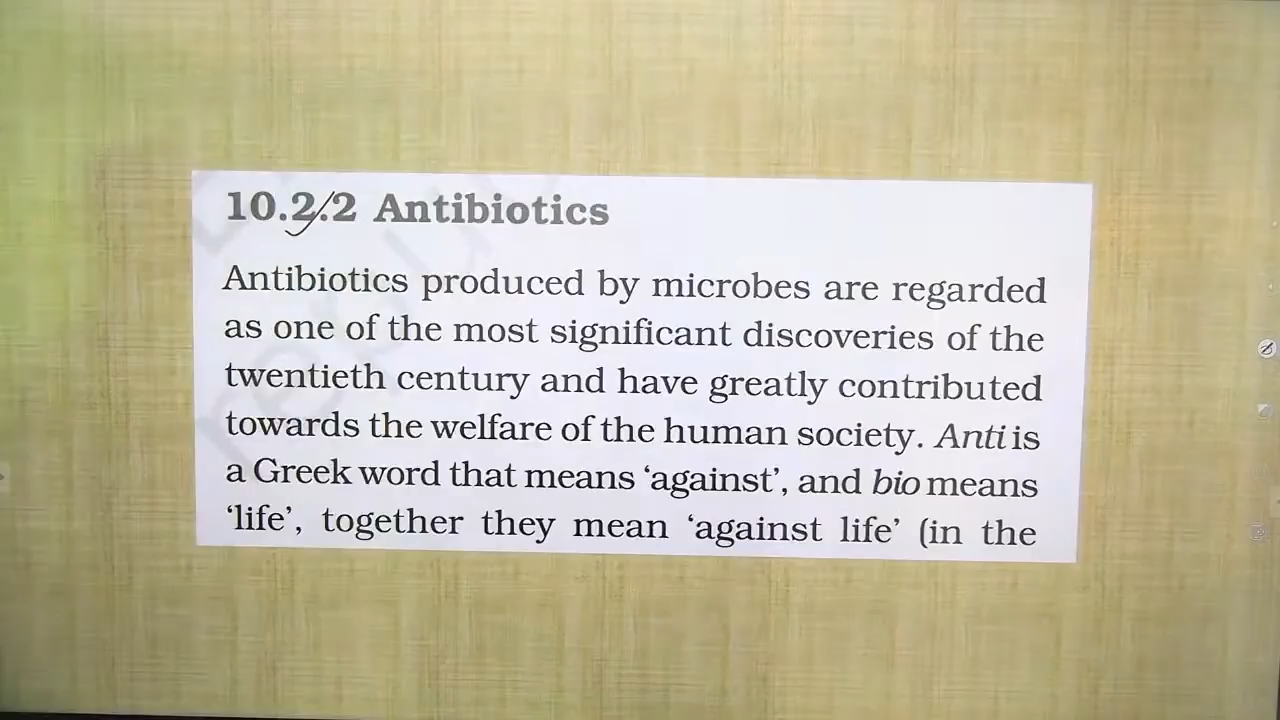 10.2.2 Antibiotics
Antibiotics produced by microbes are regarded
as one of the most significant discoveries of the
twentieth century and have greatly contributed
towards the welfare of the human society. Anti is
a Greek word that means ‘against’, and bio means
‘life’, together they mean ‘against life’ (in the